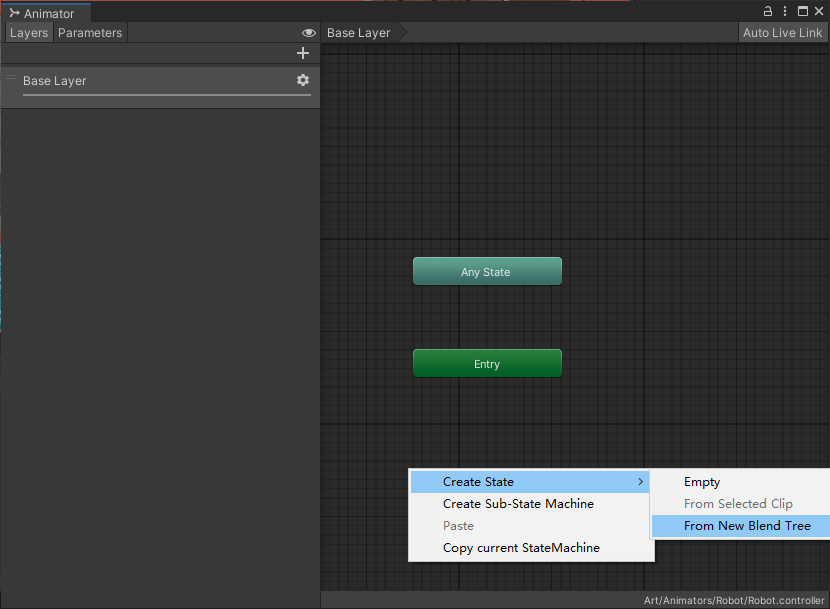 Animator
Layers Parameters
Base Layer
Auto Live Link
Base Layer
Any State
Entry
Create State
Create Sub-State Machine
Paste
Copy current StateMachine
Empty
From Selected Clip
From New Blend Tree
Art/Animators/Robot/Robot.controller